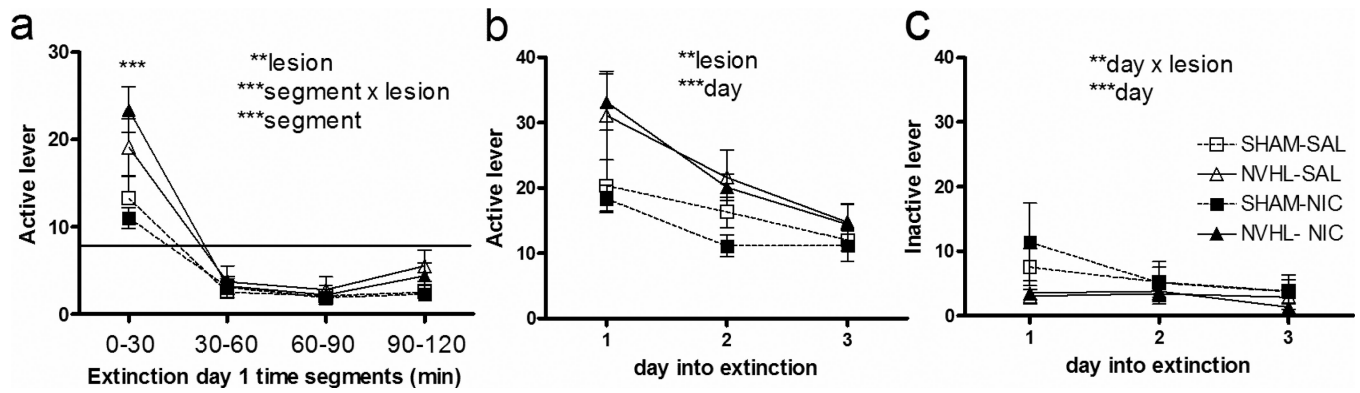 a
30
20
10
0
Active lever
***
**lesion
***segment x lesion
***segment
0-30 30-60 60-90 90-120
Extinction day 1 time segments (min)
b
40
30
20
10
0
Active lever
**lesion
***day
1 2 3
day into extinction
c
40
30
20
10
0
Inactive lever
**day x lesion
***day
SHAM-SAL
NVHL-SAL
SHAM-NIC
NVHL- NIC
1 2 3
day into extinction